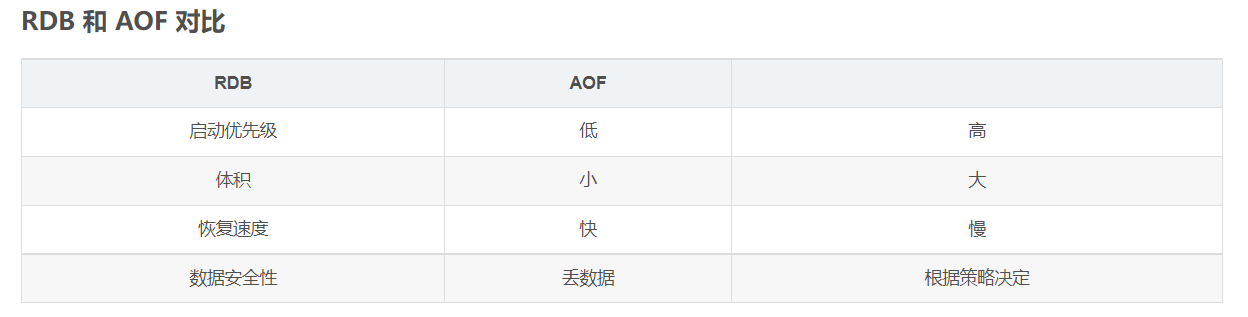 RDB 和 AOF 对比
RDB AOF
启动优先级 低 高
体积 小 大
恢复速度 快 慢
数据安全性 丢数据 根据策略决定